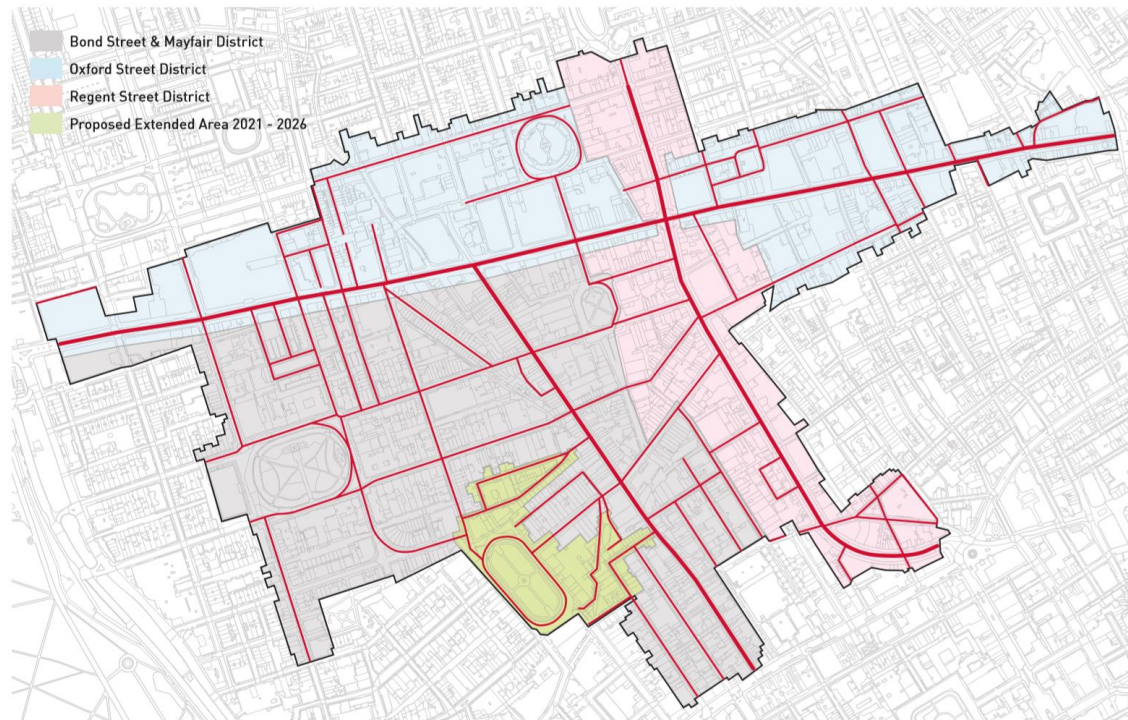 Bond Street & Mayfair District
Oxford Street District
Regent Street District
Proposed Extended Area 2021 - 2026